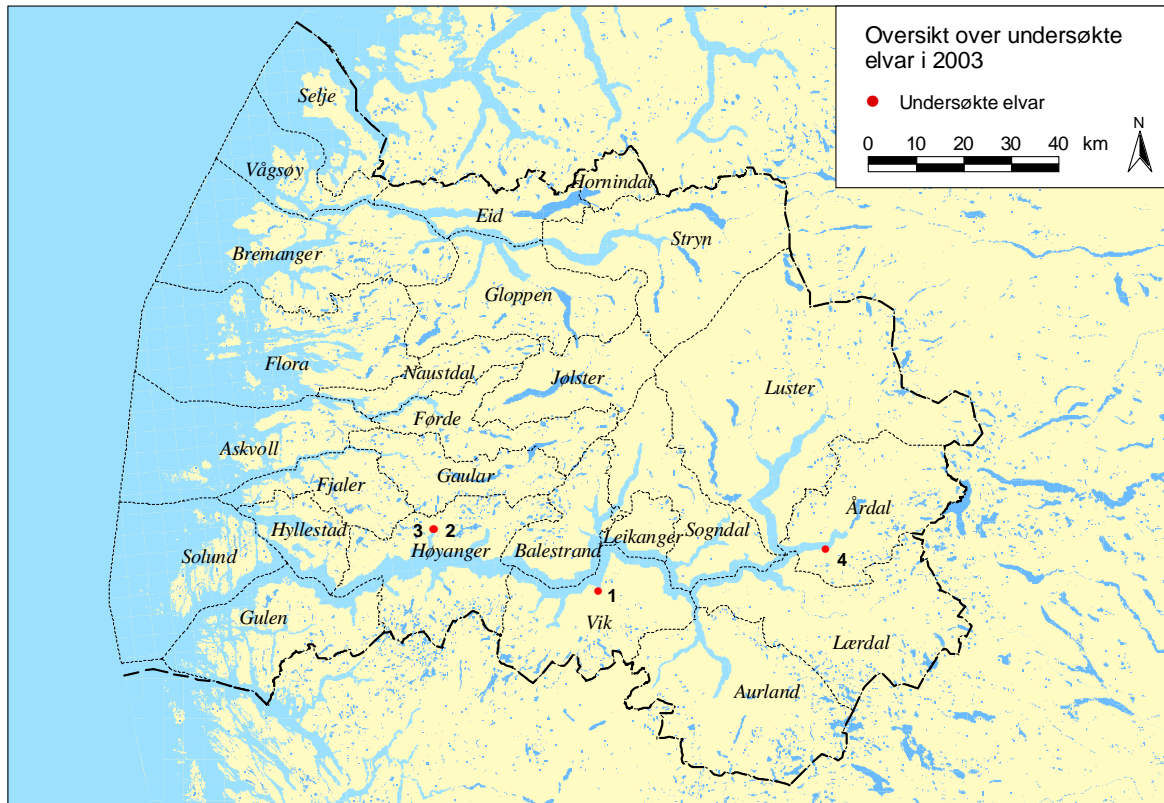 Oversikt over undersøkte
elvar i 2003
Undersøkte elvar
0 10 20 30 40 km
N
Selje
Vågsøy
Hornindal
Eid
Stryn
Bremanger
Gloppen
Flora
Naustdal
Jølster
Luster
Førde
Askvoll
Gaular
Fjaler
Årdal
Hyllestad
3 2
Leikanger
Sogndal
Solund
Høyanger
Balestrand
4
1
Gulen
Vik
Lærdal
Aurland